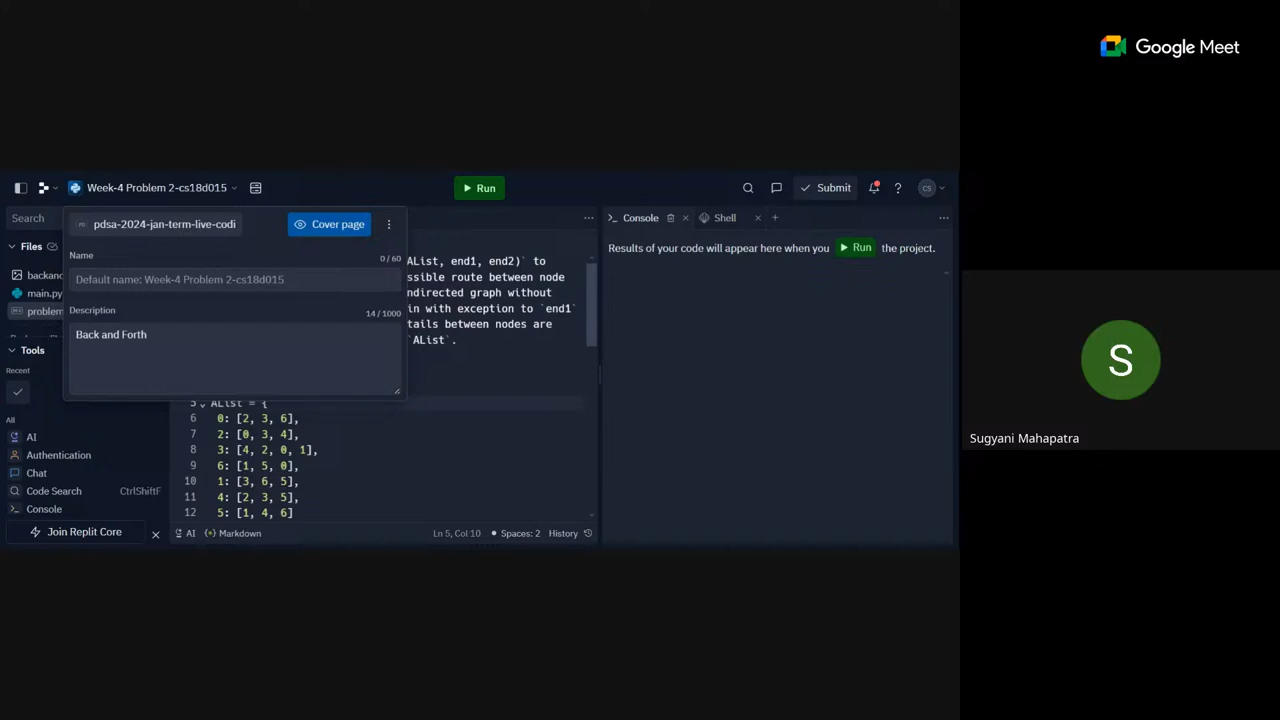 Google Meet
Week-4 Problem 2-cs18d015
Run
Submit
CS
Search
pdsa-2024-jan-term-live-codi
Cover page
Console
Shell
Results of your code will appear here when you
Run
the project.
Files
Name
0 / 60
Default name: Week-4 Problem 2-cs18d015
Description
14 / 1000
Back and Forth
backand
main.py
problem
AList, end1, end2)` to
ssible route between node
ndirected graph without
in with exception to `end1`
tails between nodes are
`AList`.
Tools
Recent
All
AI
Authentication
Chat
Code Search
CtrlShiftF
Console
Join Replit Core
5 AList = {
6 0: [2, 3, 6],
7 2: [0, 3, 4],
8 3: [4, 2, 0, 1],
9 6: [1, 5, 0],
10 1: [3, 6, 5],
11 4: [2, 3, 5],
12 5: [1, 4, 6]
AI
Markdown
Ln 5, Col 10
Spaces: 2
History
S
Sugyani Mahapatra